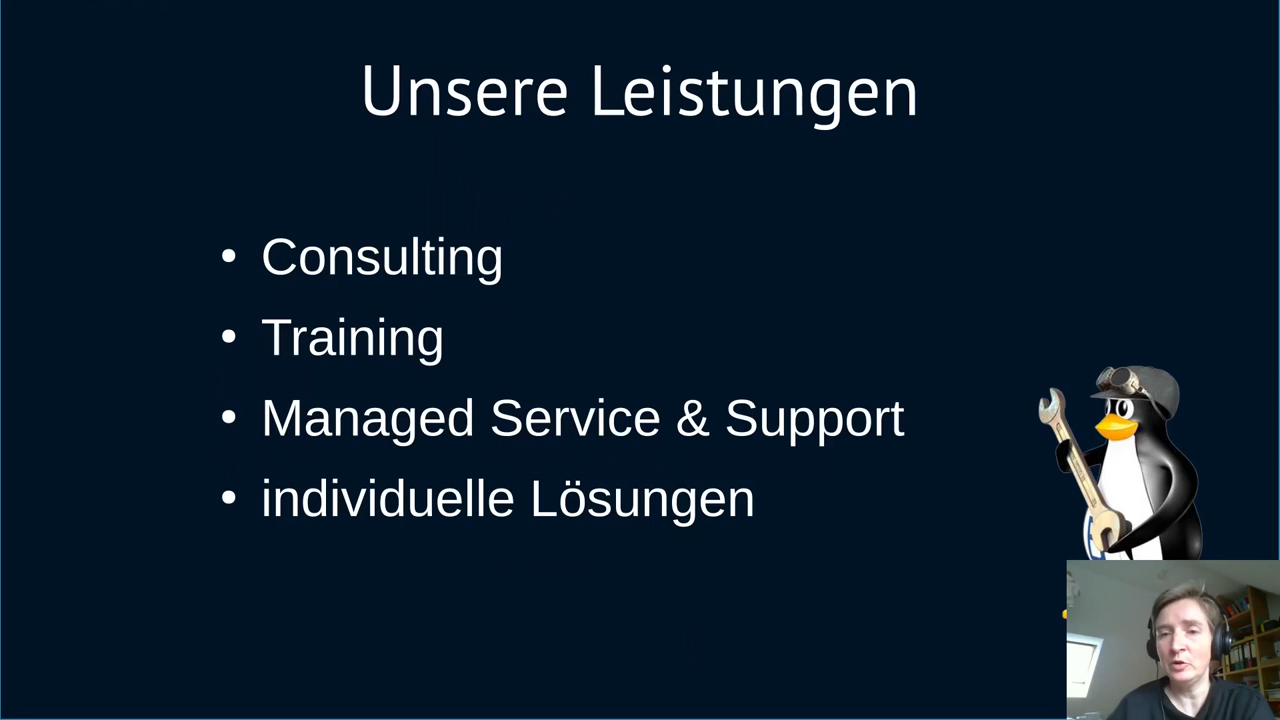 Unsere Leistungen
• Consulting
• Training
• Managed Service & Support
• individuelle Lösungen